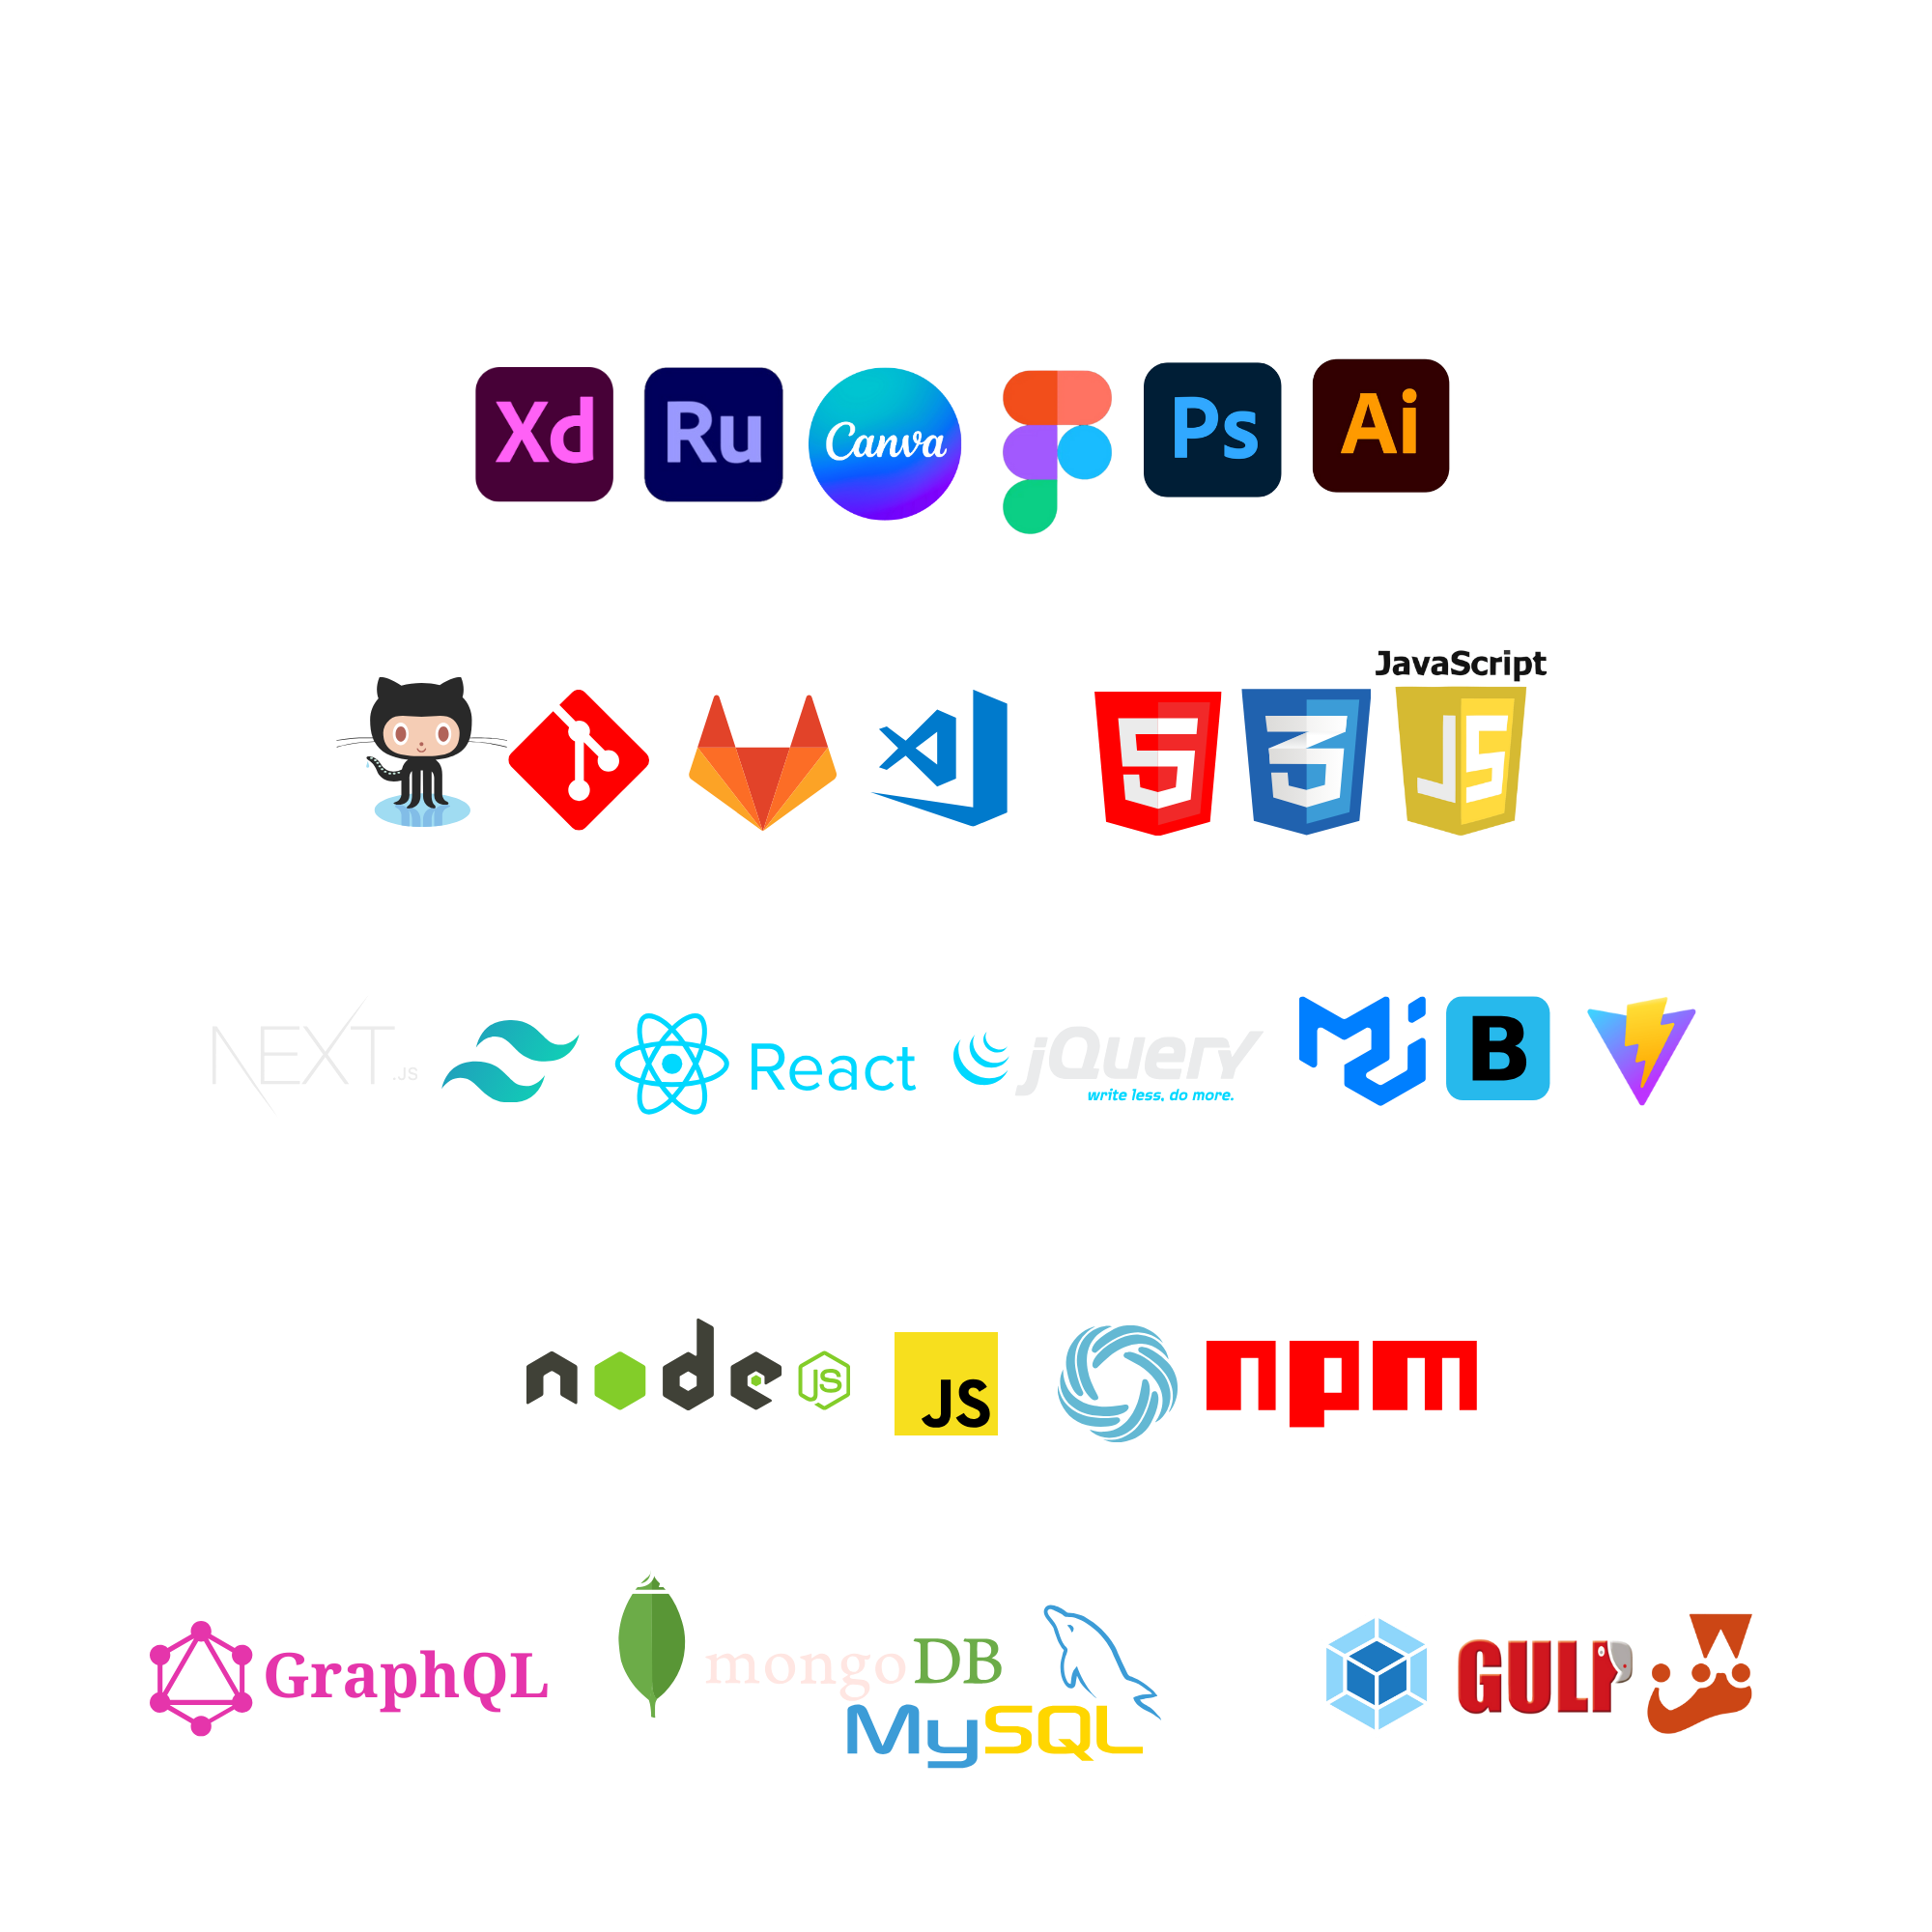 Xd Ru Canva Ps Ai
JavaScript
5 3 JS
NEXT.JS React jQuery B
write less, do more.
node JS JS npm
GraphQL mongoDB GULP
MySQL